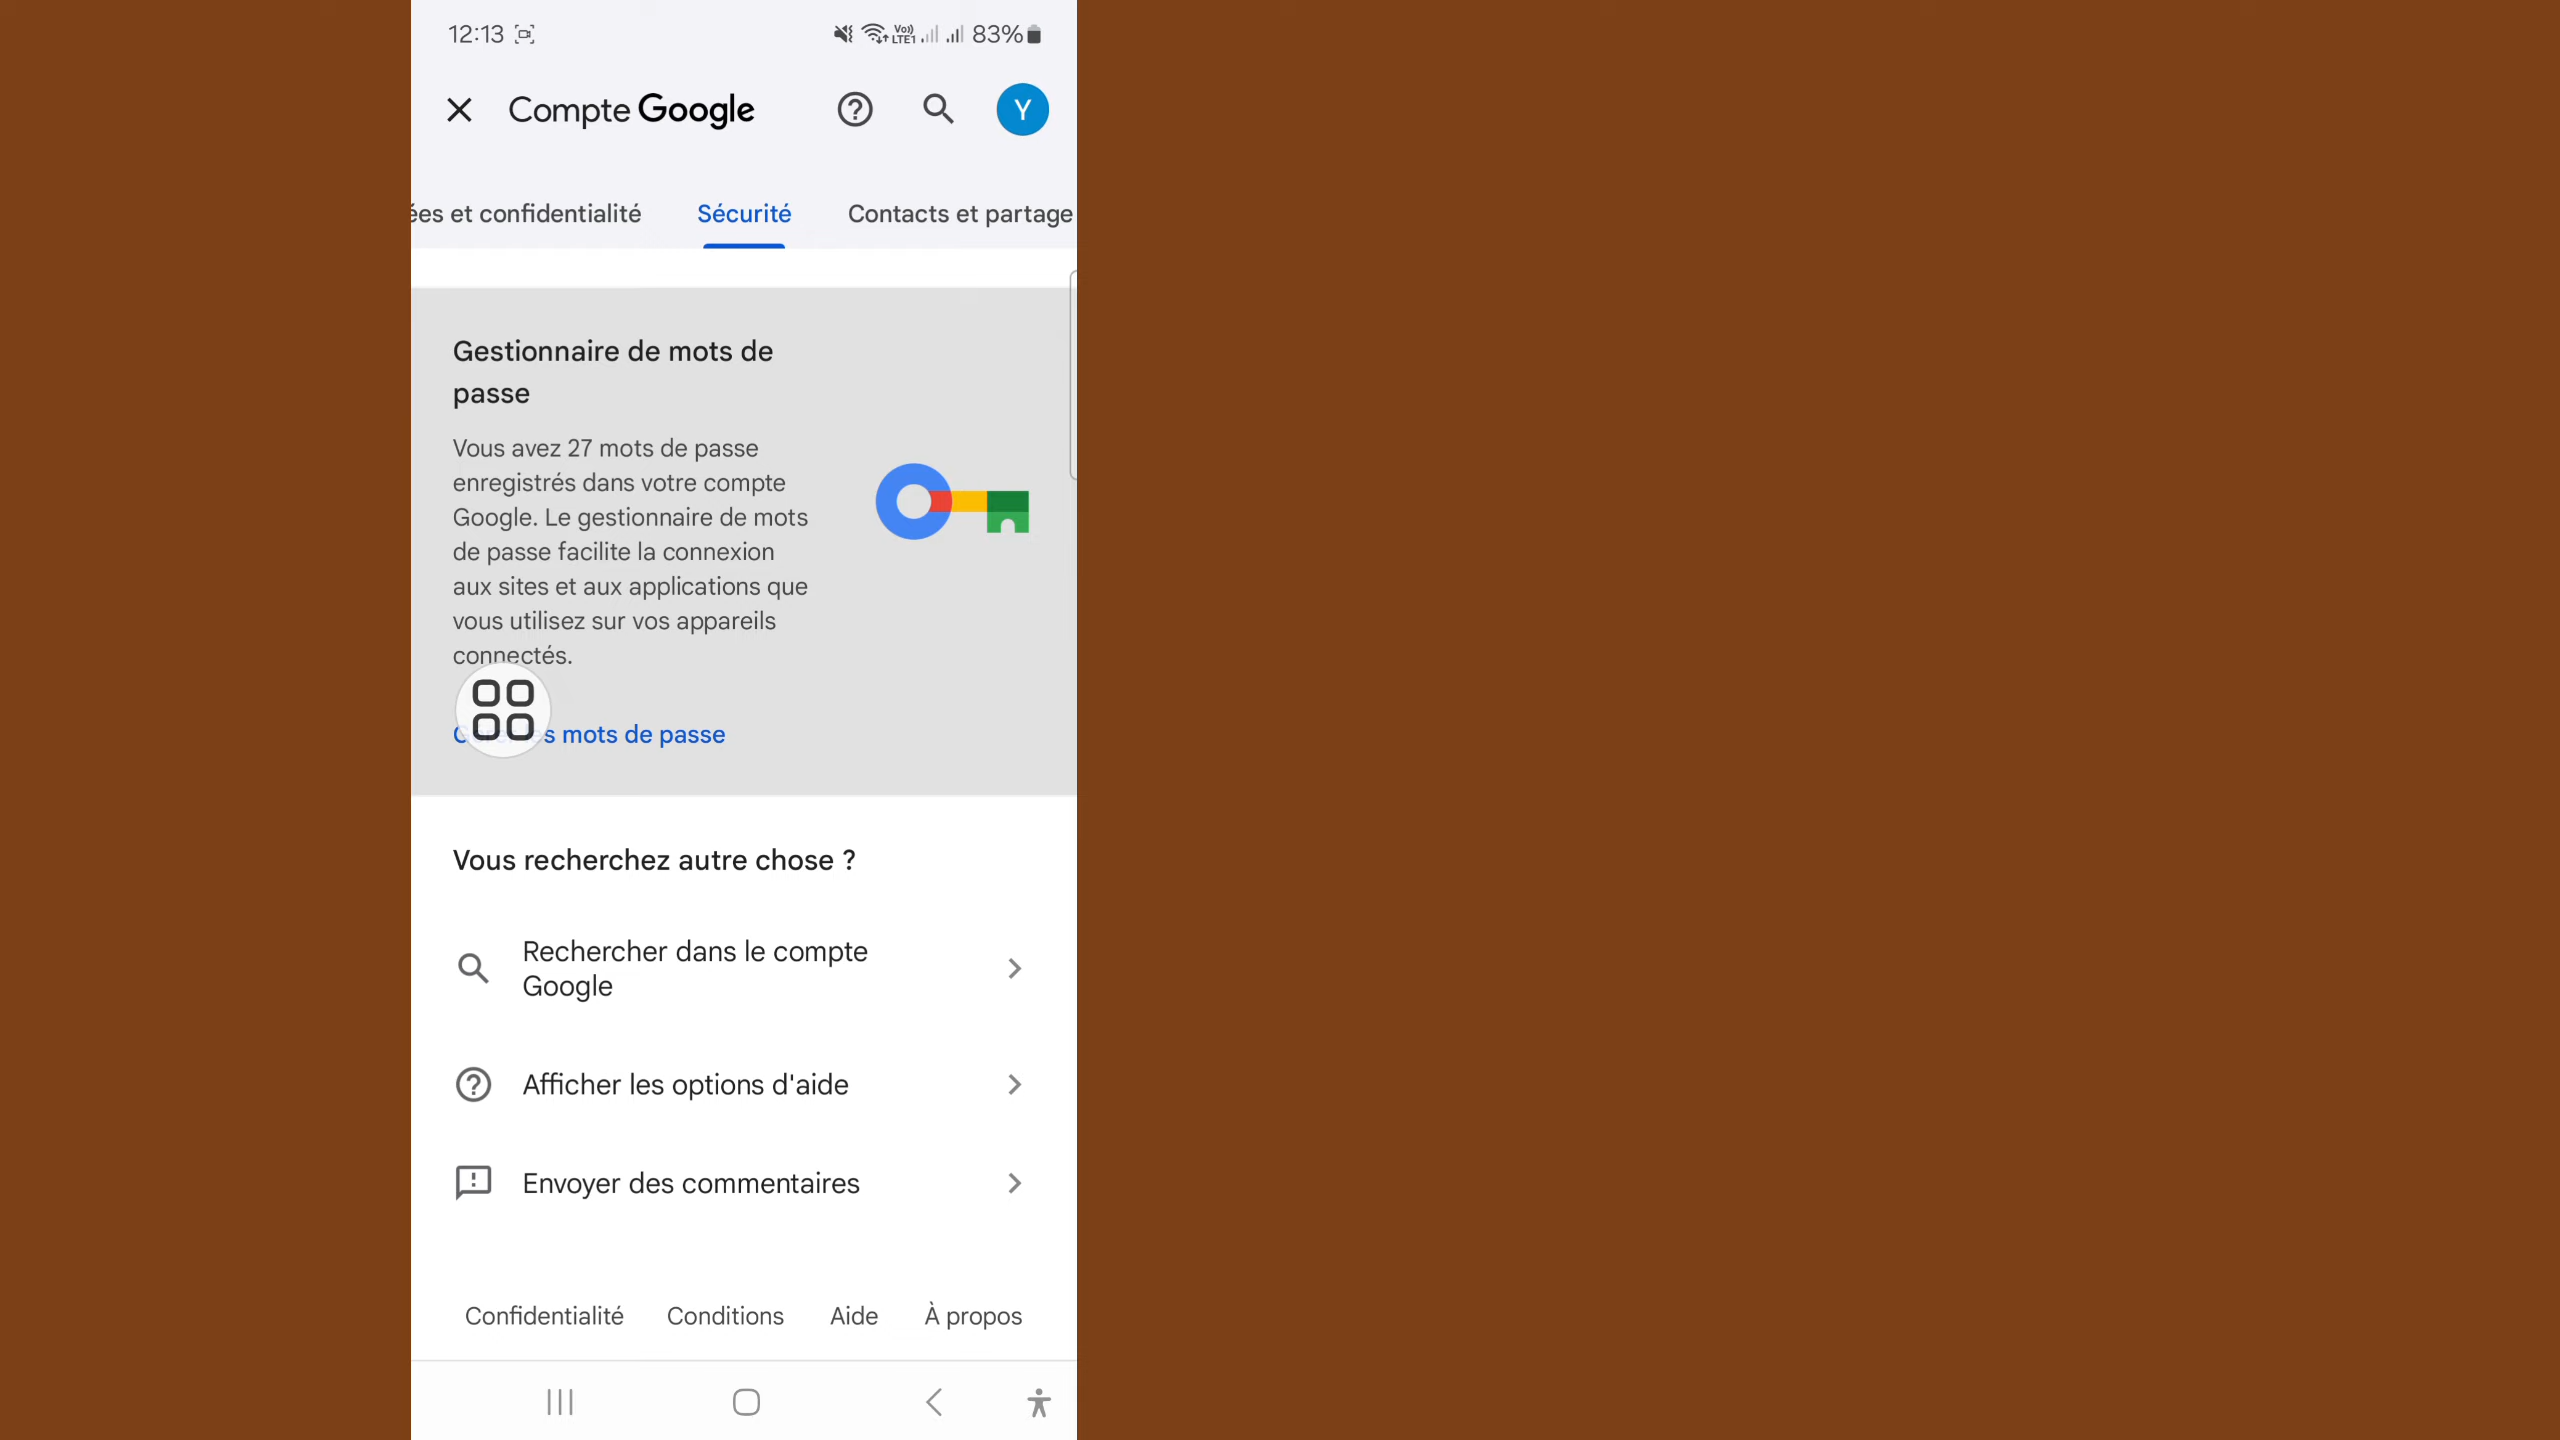 12:13 83%
Vo))
LTE1
Compte Google
Y
ées et confidentialité Sécurité Contacts et partage
Gestionnaire de mots de
passe
Vous avez 27 mots de passe
enregistrés dans votre compte
Google. Le gestionnaire de mots
de passe facilite la connexion
aux sites et aux applications que
vous utilisez sur vos appareils
connectés.
mots de passe
Vous recherchez autre chose ?
Rechercher dans le compte
Google
Afficher les options d'aide
Envoyer des commentaires
Confidentialité Conditions Aide À propos